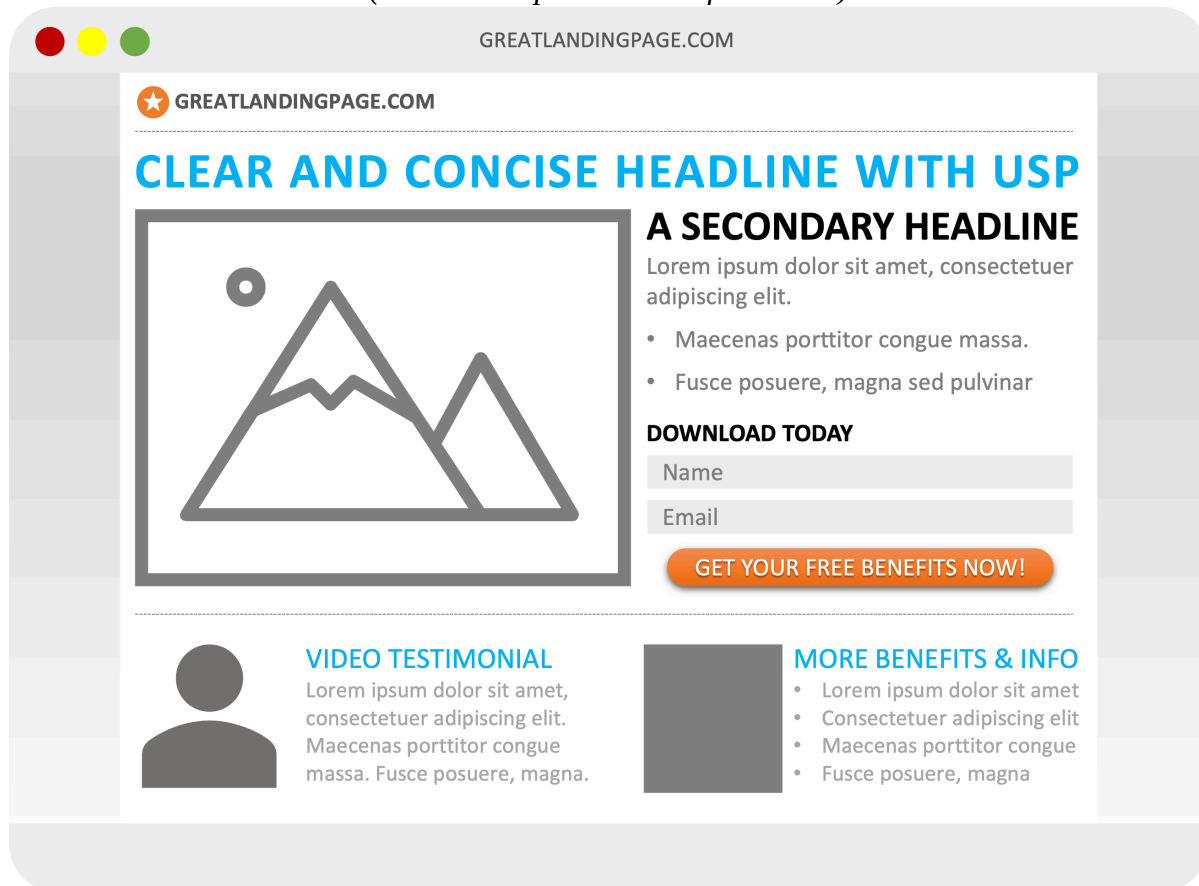 GREATLANDINGPAGE.COM
GREATLANDINGPAGE.COM
CLEAR AND CONCISE HEADLINE WITH USP
A SECONDARY HEADLINE
Lorem ipsum dolor sit amet, consectetuer
adipiscing elit.
• Maecenas porttitor congue massa.
• Fusce posuere, magna sed pulvinar
DOWNLOAD TODAY
Name
Email
GET YOUR FREE BENEFITS NOW!
VIDEO TESTIMONIAL
Lorem ipsum dolor sit amet,
consectetuer adipiscing elit.
Maecenas porttitor congue
massa. Fusce posuere, magna.
MORE BENEFITS & INFO
• Lorem ipsum dolor sit amet
• Consectetuer adipiscing elit
• Maecenas porttitor congue
• Fusce posuere, magna